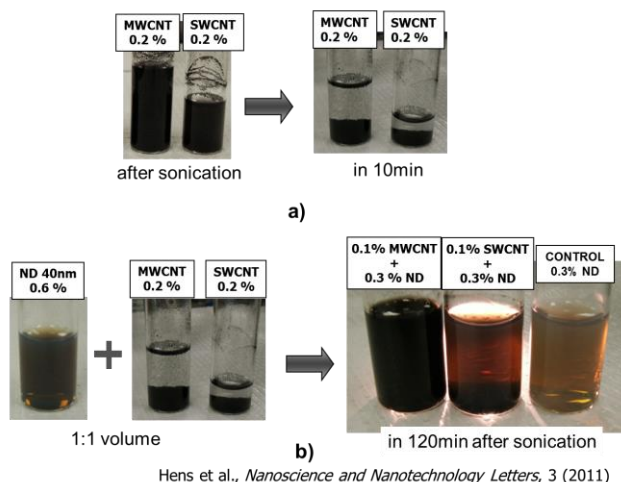 MWCNT
0.2 %
SWCNT
0.2 %
MWCNT
0.2 %
SWCNT
0.2 %
after sonication
in 10min
a)
ND 40nm
0.6 %
+
MWCNT
0.2 %
SWCNT
0.2 %
0.1% MWCNT
+
0.3 % ND
0.1% SWCNT
+
0.3% ND
CONTROL
0.3% ND
1:1 volume
in 120min after sonication
b)
Hens et al., Nanoscience and Nanotechnology Letters, 3 (2011)